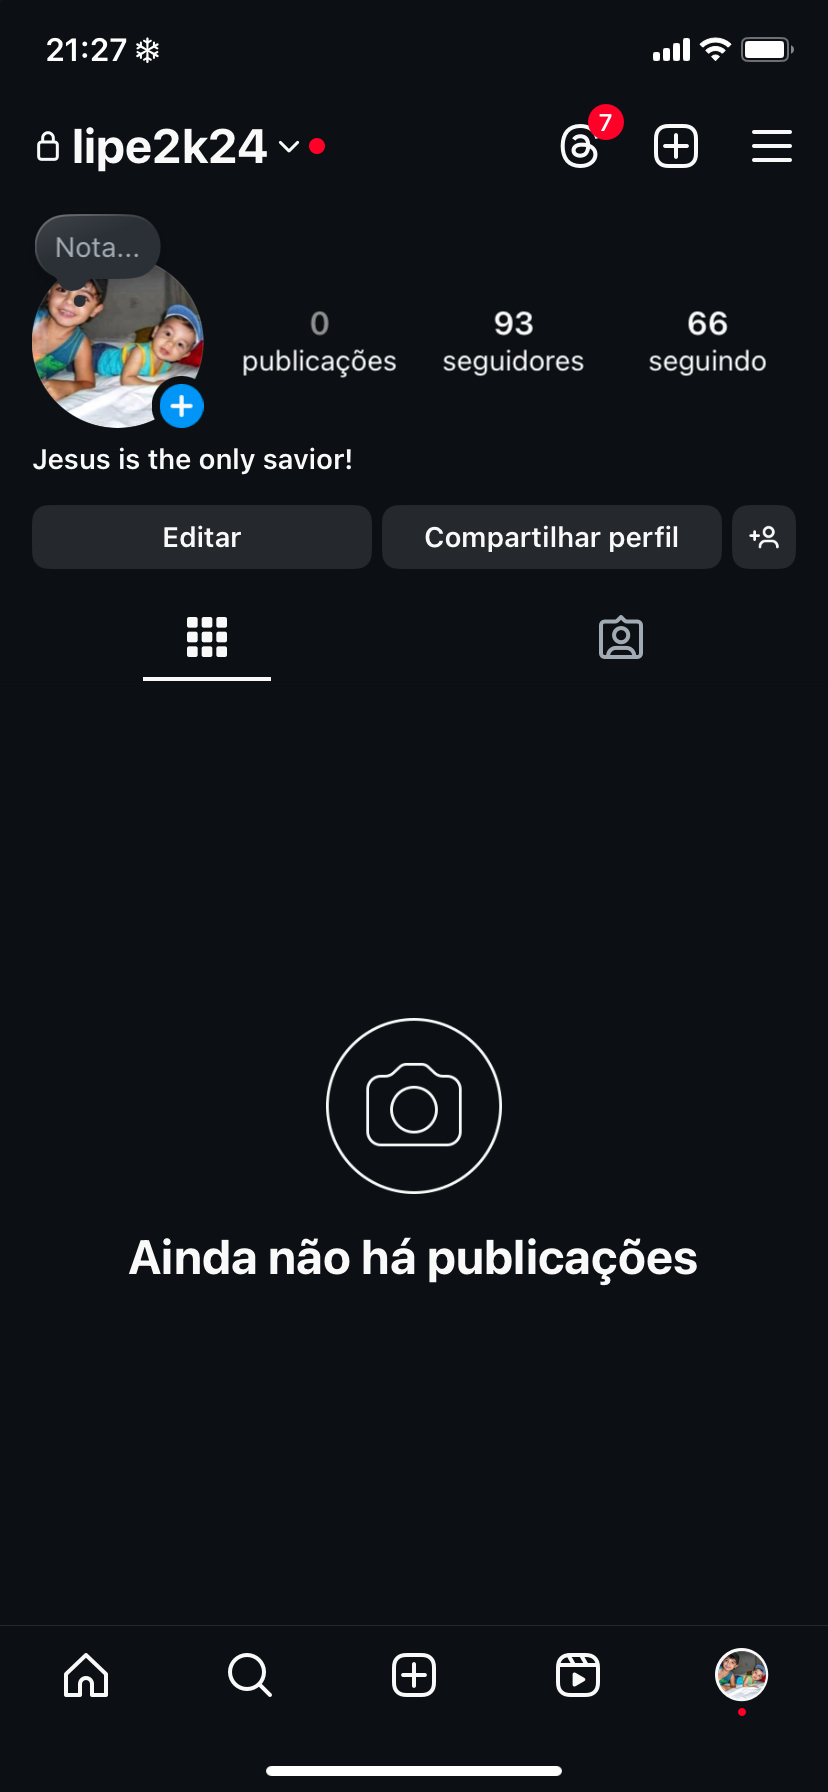 21:27
lipe2k24
7
Nota...
0
publicações
93
seguidores
66
seguindo
Jesus is the only savior!
Editar
Compartilhar perfil
Ainda não há publicações